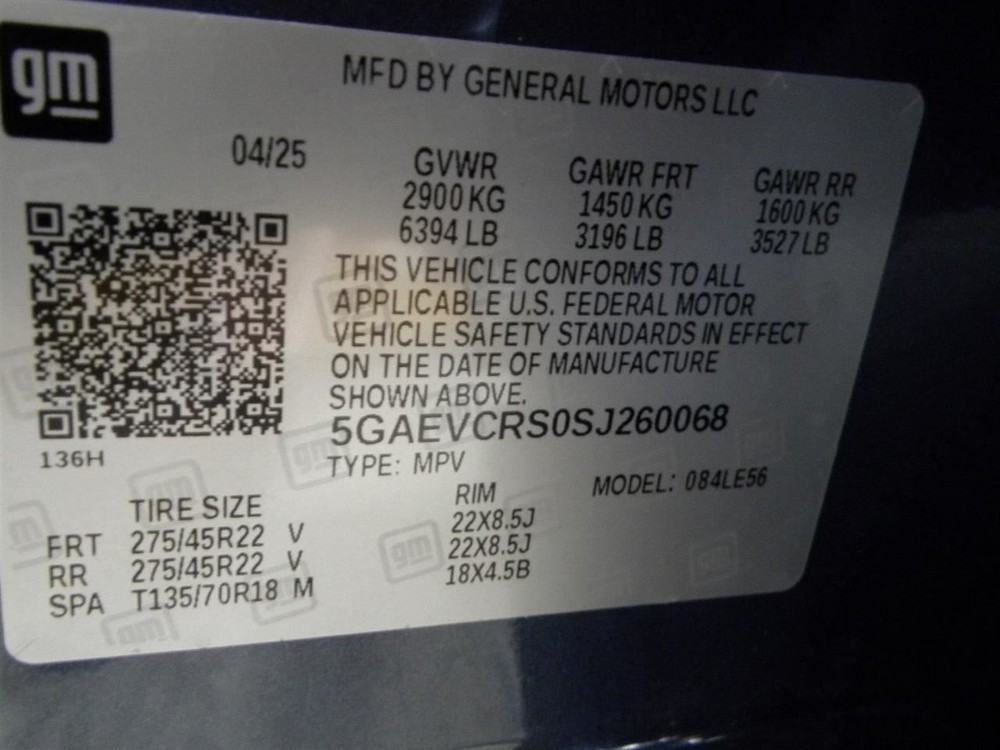 gm
MFD BY GENERAL MOTORS LLC
04/25
GVWR GAWR FRT GAWR RR
2900 KG 1450 KG 1600 KG
6394 LB 3196 LB 3527 LB
THIS VEHICLE CONFORMS TO ALL
APPLICABLE U.S. FEDERAL MOTOR
VEHICLE SAFETY STANDARDS IN EFFECT
ON THE DATE OF MANUFACTURE
SHOWN ABOVE.
5GAEVCRS0SJ260068
136H
TYPE: MPV MODEL: 084LE56
TIRE SIZE RIM
FRT 275/45R22 V 22X8.5J
RR 275/45R22 V 22X8.5J
SPA T135/70R18 M 18X4.5B